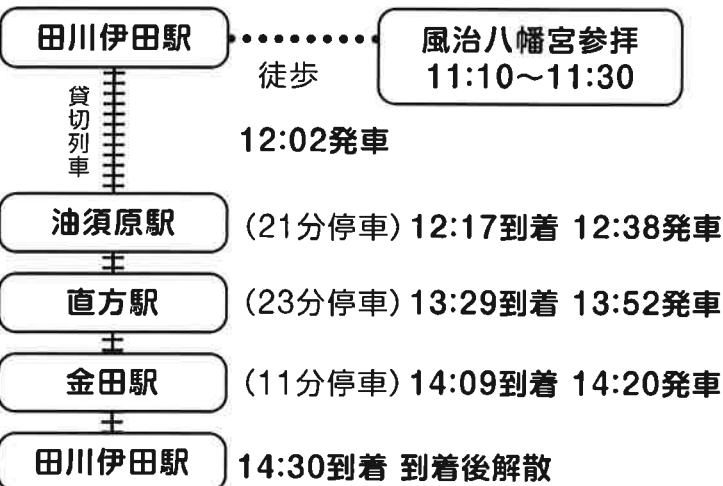 田川伊田駅
風治八幡宮参拝
11:10～11:30
徒歩
貸切列車
12:02発車
油須原駅 (21分停車) 12:17到着 12:38発車
直方駅 (23分停車) 13:29到着 13:52発車
金田駅 (11分停車) 14:09到着 14:20発車
田川伊田駅 14:30到着 到着後解散